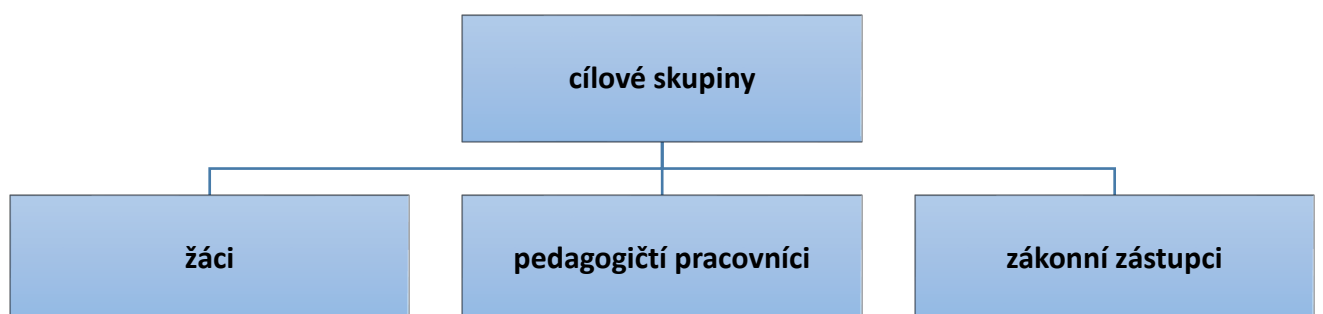 cílové skupiny
žáci
pedagogičtí pracovníci
zákonní zástupci